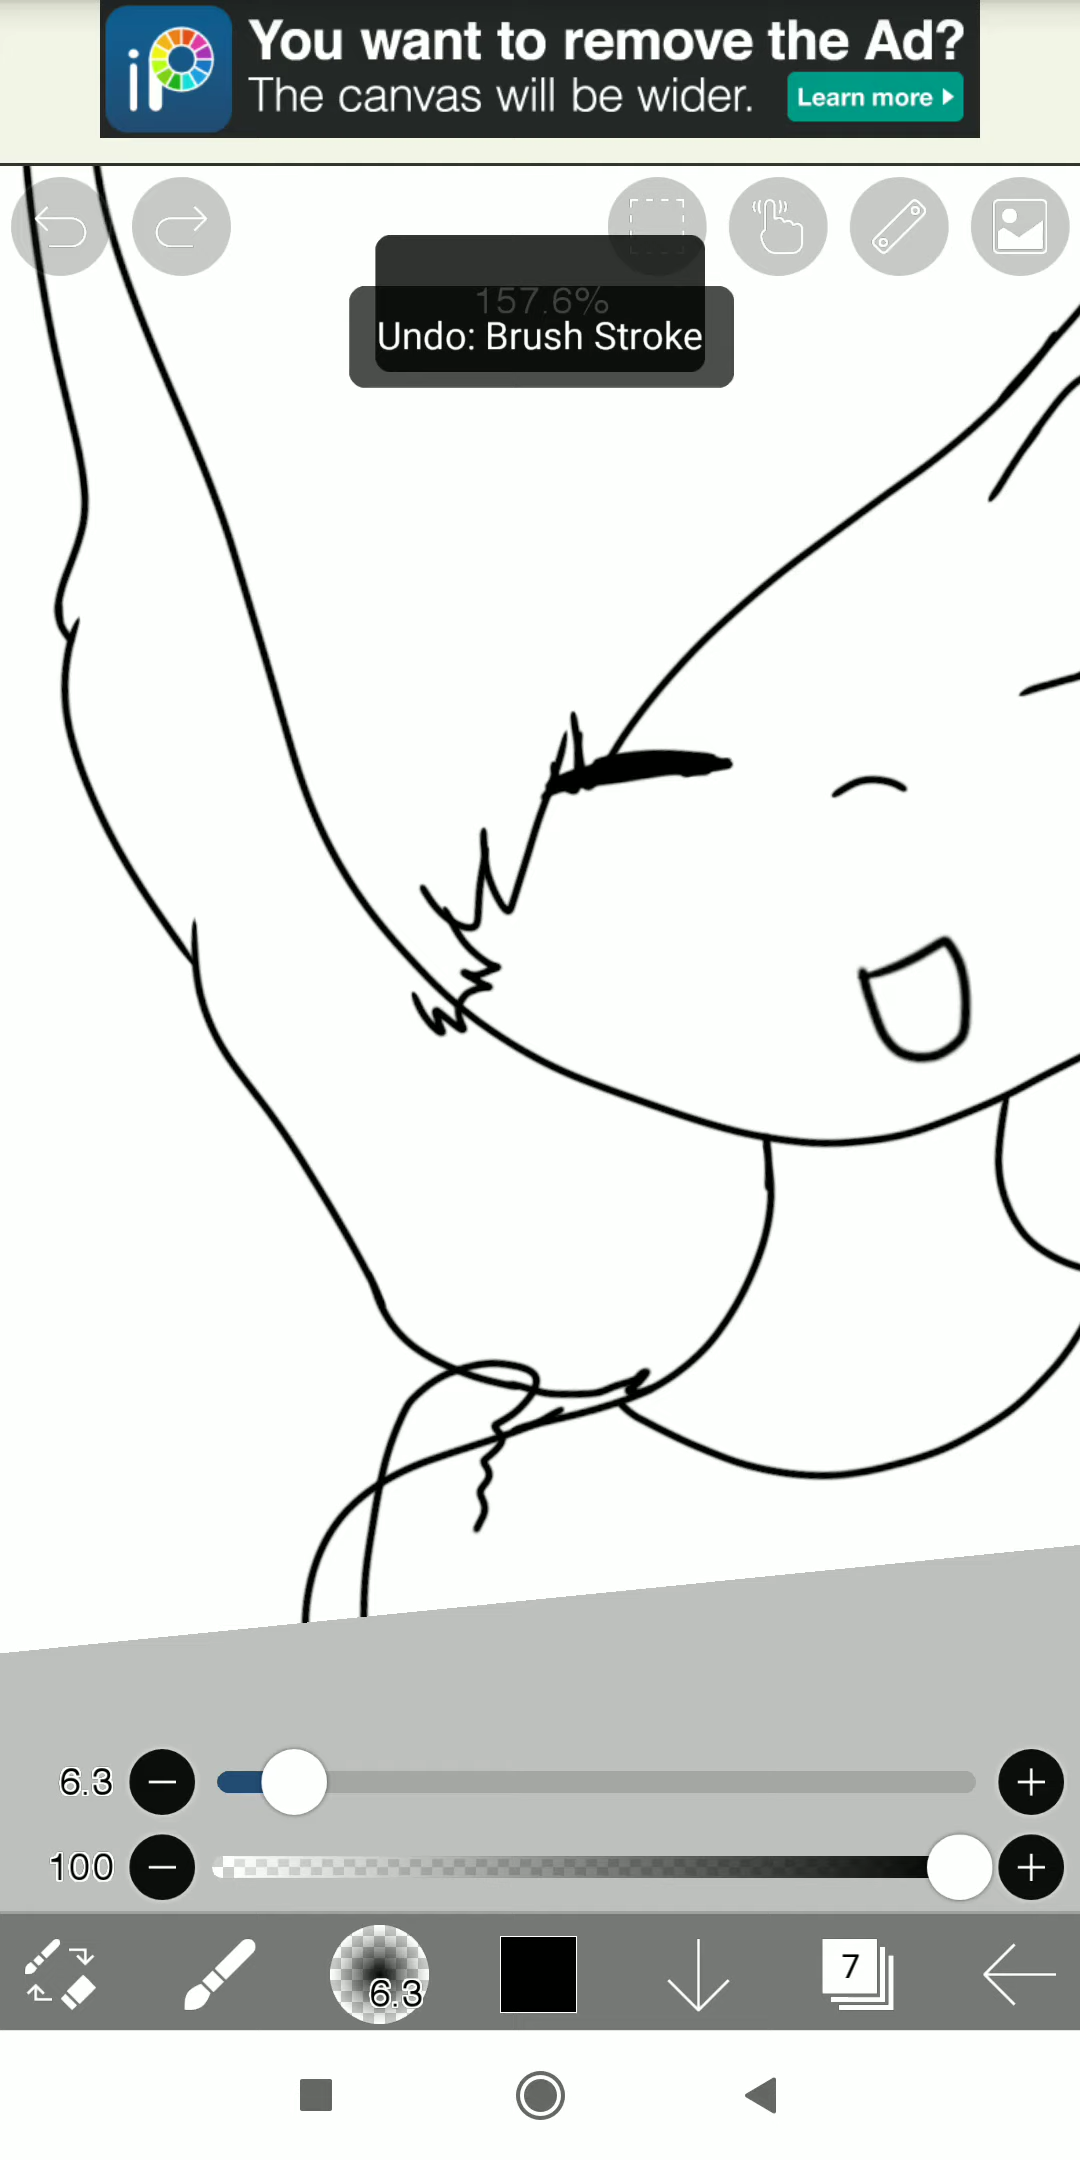 iP
You want to remove the Ad?
The canvas will be wider.
Learn more
157.6%
Undo: Brush Stroke
6.3
100
6.3
7